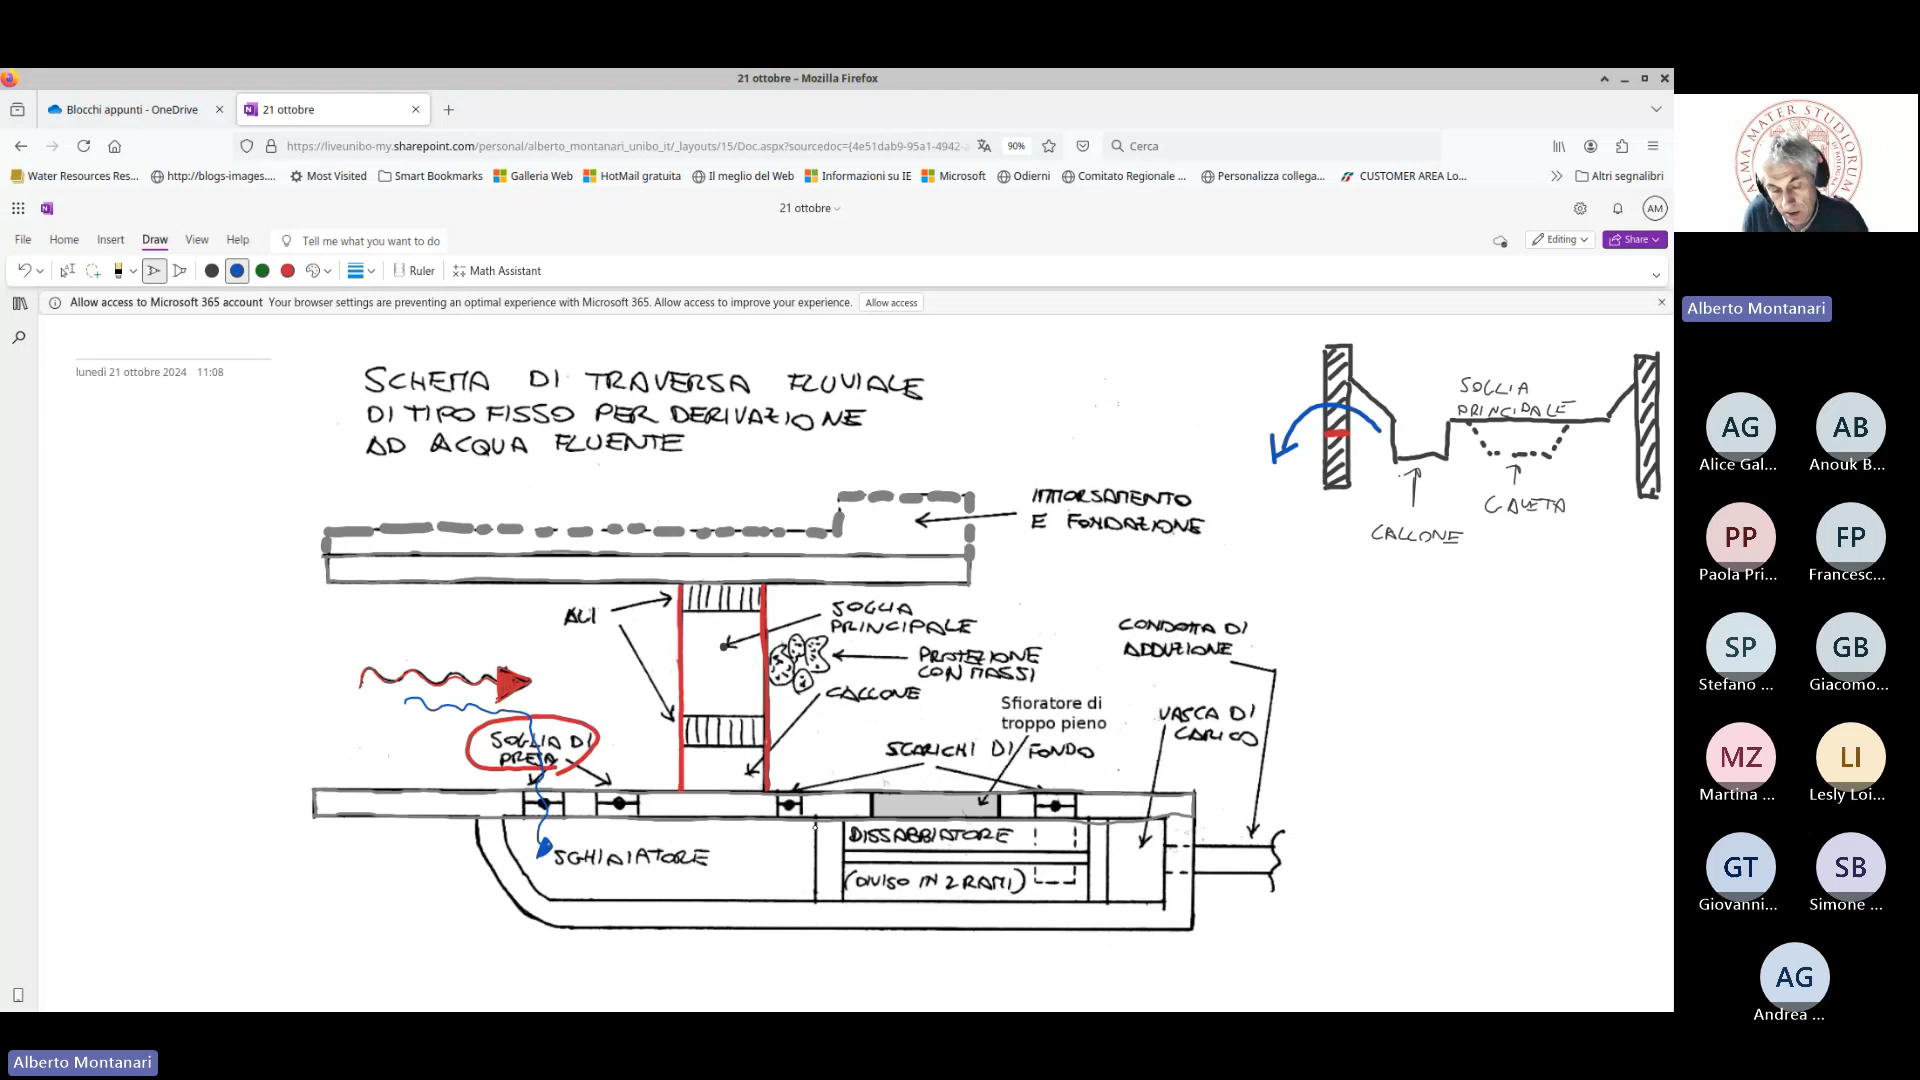 21 ottobre – Mozilla Firefox
Blocchi appunti - OneDrive
21 ottobre
https://liveunibo-my.sharepoint.com/personal/alberto_montanari_unibo_it/_layouts/15/Doc.aspx?sourcedoc={4e51dab9-95a1-4942-
90%
Cerca
Water Resources Res...
http://blogs-images....
Most Visited
Smart Bookmarks
Galleria Web
HotMail gratuita
Il meglio del Web
Informazioni su IE
Microsoft
Odierni
Comitato Regionale ...
Personalizza collega...
CUSTOMER AREA Lo...
Altri segnalibri
21 ottobre
AM
File Home Insert Draw View Help
Tell me what you want to do
Editing
Share
Ruler
Math Assistant
Allow access to Microsoft 365 account Your browser settings are preventing an optimal experience with Microsoft 365. Allow access to improve your experience.
Allow access
lunedì 21 ottobre 2024 11:08
SCHEMA DI TRAVERSA FLUVIALE
DI TIPO FISSO PER DERIVAZIONE
AD ACQUA FLUENTE
SOGLIA
PRINCIPALE
GAVETA
CALLONE
IMMORSAMENTO
E FONDAZIONE
ALI
SOGLIA
PRINCIPALE
PROTEZIONE
CON MASSI
CALLONE
CONDOTTA DI
ADDUZIONE
Sfioratore di
troppo pieno
SCARICHI DI FONDO
VASCA DI
CARICO
SOGLIA DI
PRESA
SGHIAIATORE
DISSABBIATORE
(DIVISO IN 2 RAMI)
ALMA MATER STUDIORUM
Alberto Montanari
AG
Alice Gal...
AB
Anouk B...
PP
Paola Pri...
FP
Francesc...
SP
Stefano ...
GB
Giacomo...
MZ
Martina ...
LI
Lesly Loi...
GT
Giovanni...
SB
Simone ...
AG
Andrea ...
Alberto Montanari